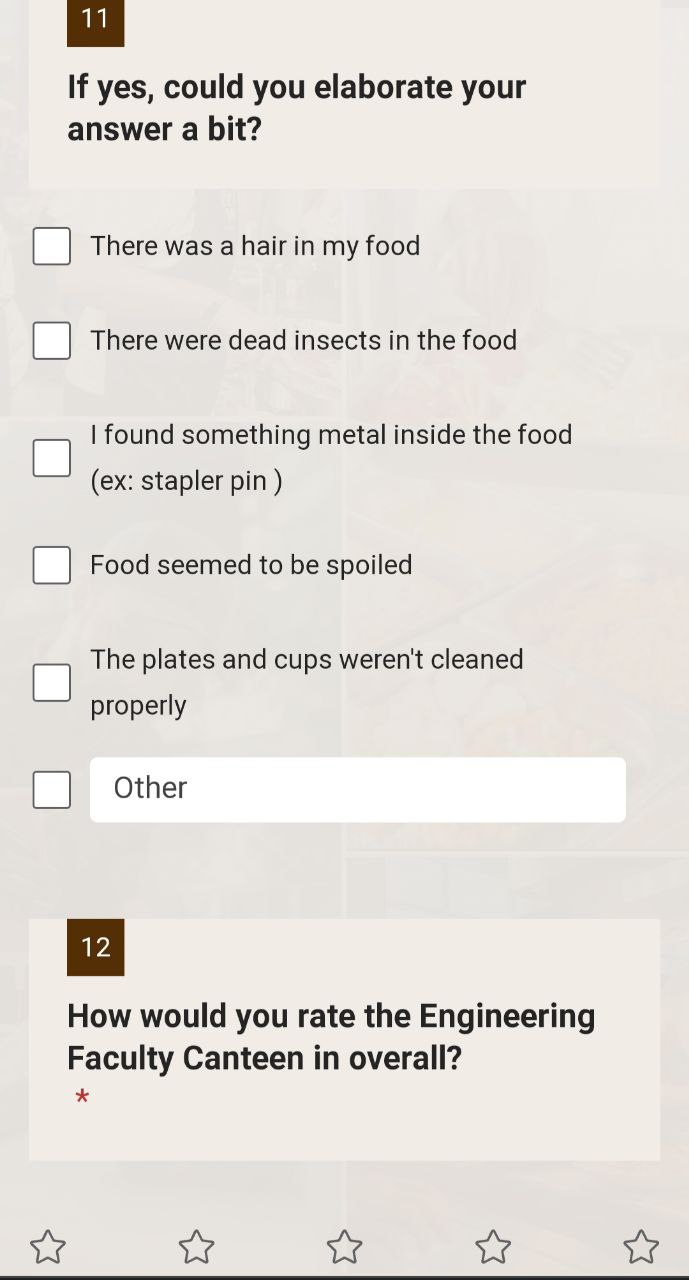 11
If yes, could you elaborate your
answer a bit?
There was a hair in my food
There were dead insects in the food
I found something metal inside the food
(ex: stapler pin )
Food seemed to be spoiled
The plates and cups weren't cleaned
properly
Other
12
How would you rate the Engineering
Faculty Canteen in overall?
*